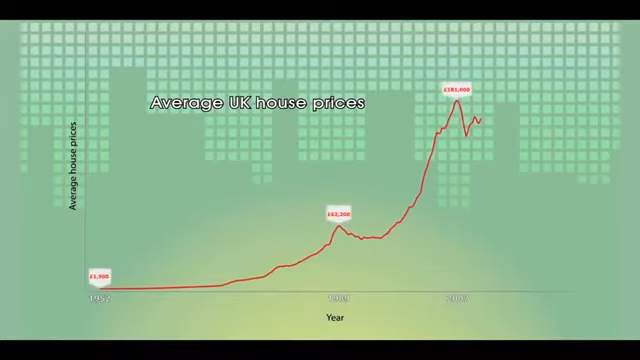 £181,000
Average UK house prices
Average house prices
£62,200
£1,900
1952
1989
2007
Year